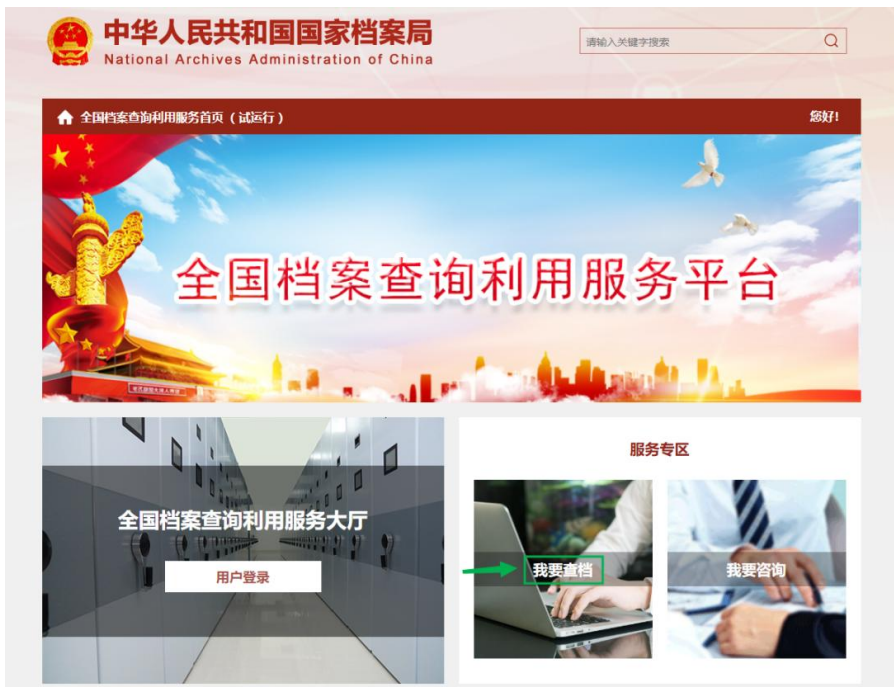 中华人民共和国国家档案局
National Archives Administration of China
请输入关键字搜索
全国档案查询利用服务首页（试运行）
您好!
全国档案查询利用服务平台
全国档案查询利用服务大厅
用户登录
服务专区
我要查档
我要咨询